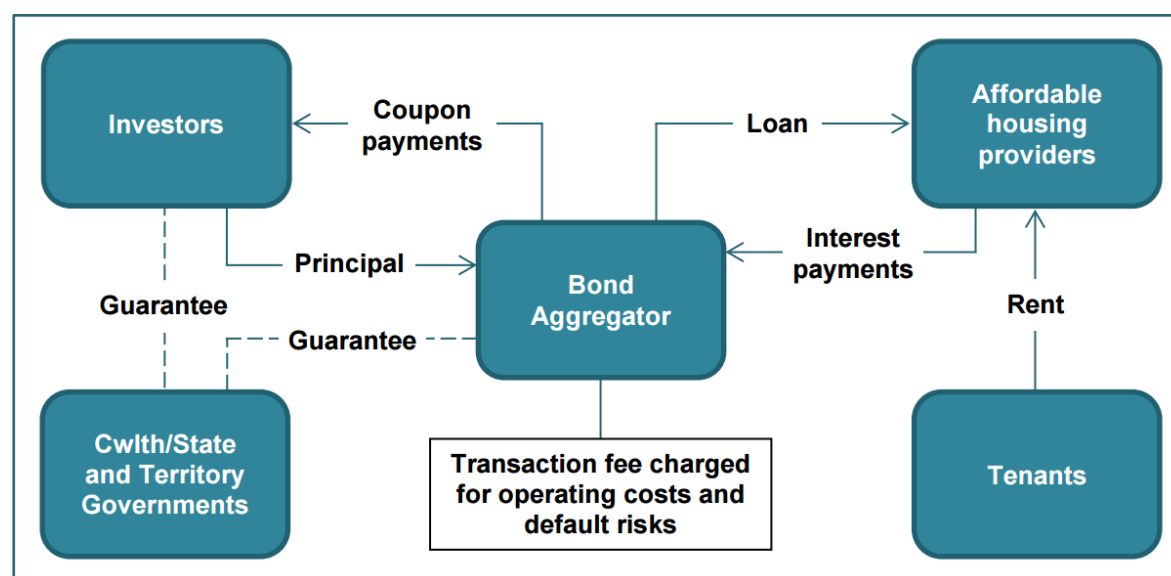 Investors
Coupon
payments
Loan
Affordable
housing
providers
Principal
Bond
Aggregator
Interest
payments
Guarantee
Guarantee
Rent
Cwlth/State
and Territory
Governments
Transaction fee charged
for operating costs and
default risks
Tenants